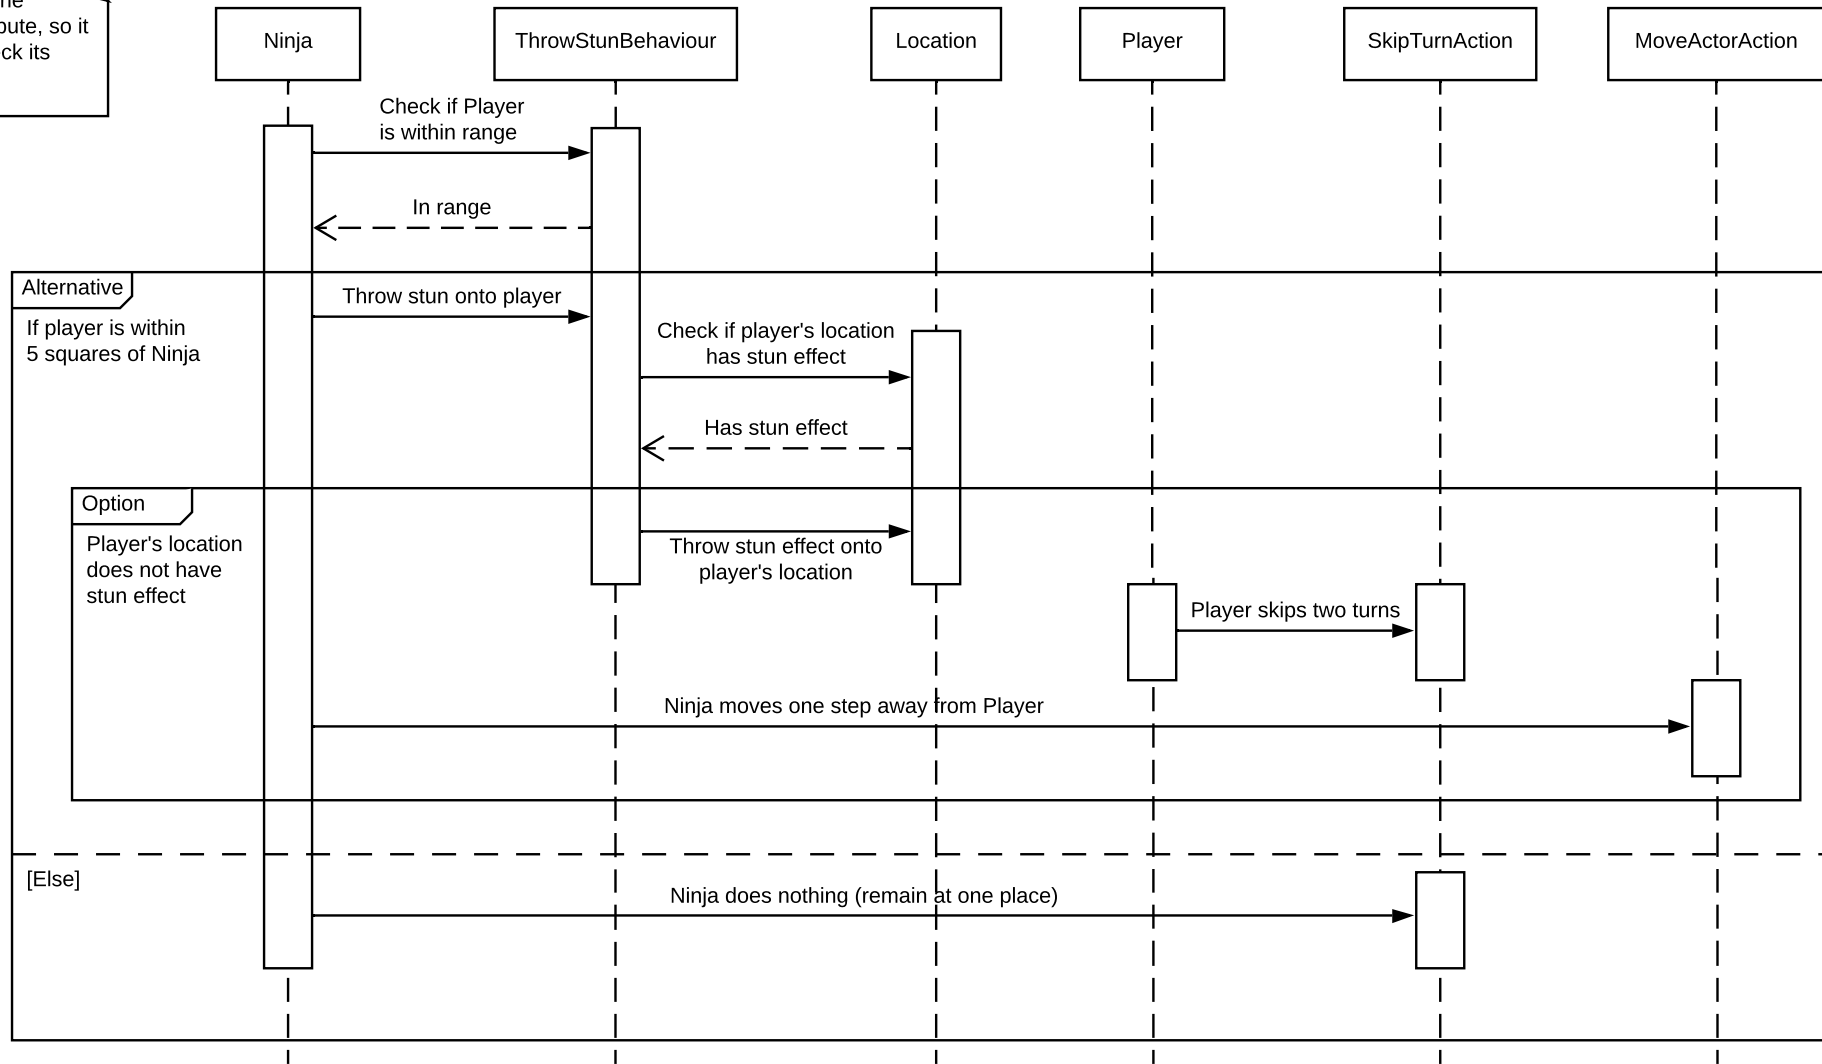 bute, so it
Ninja
ThrowStunBehaviour
Location
Player
SkipTurnAction
MoveActorAction
Check if Player
is within range
In range
Alternative
If player is within
5 squares of Ninja
Throw stun onto player
Check if player's location
has stun effect
Has stun effect
Option
Player's location
does not have
stun effect
Throw stun effect onto
player's location
Player skips two turns
Ninja moves one step away from Player
[Else]
Ninja does nothing (remain at one place)